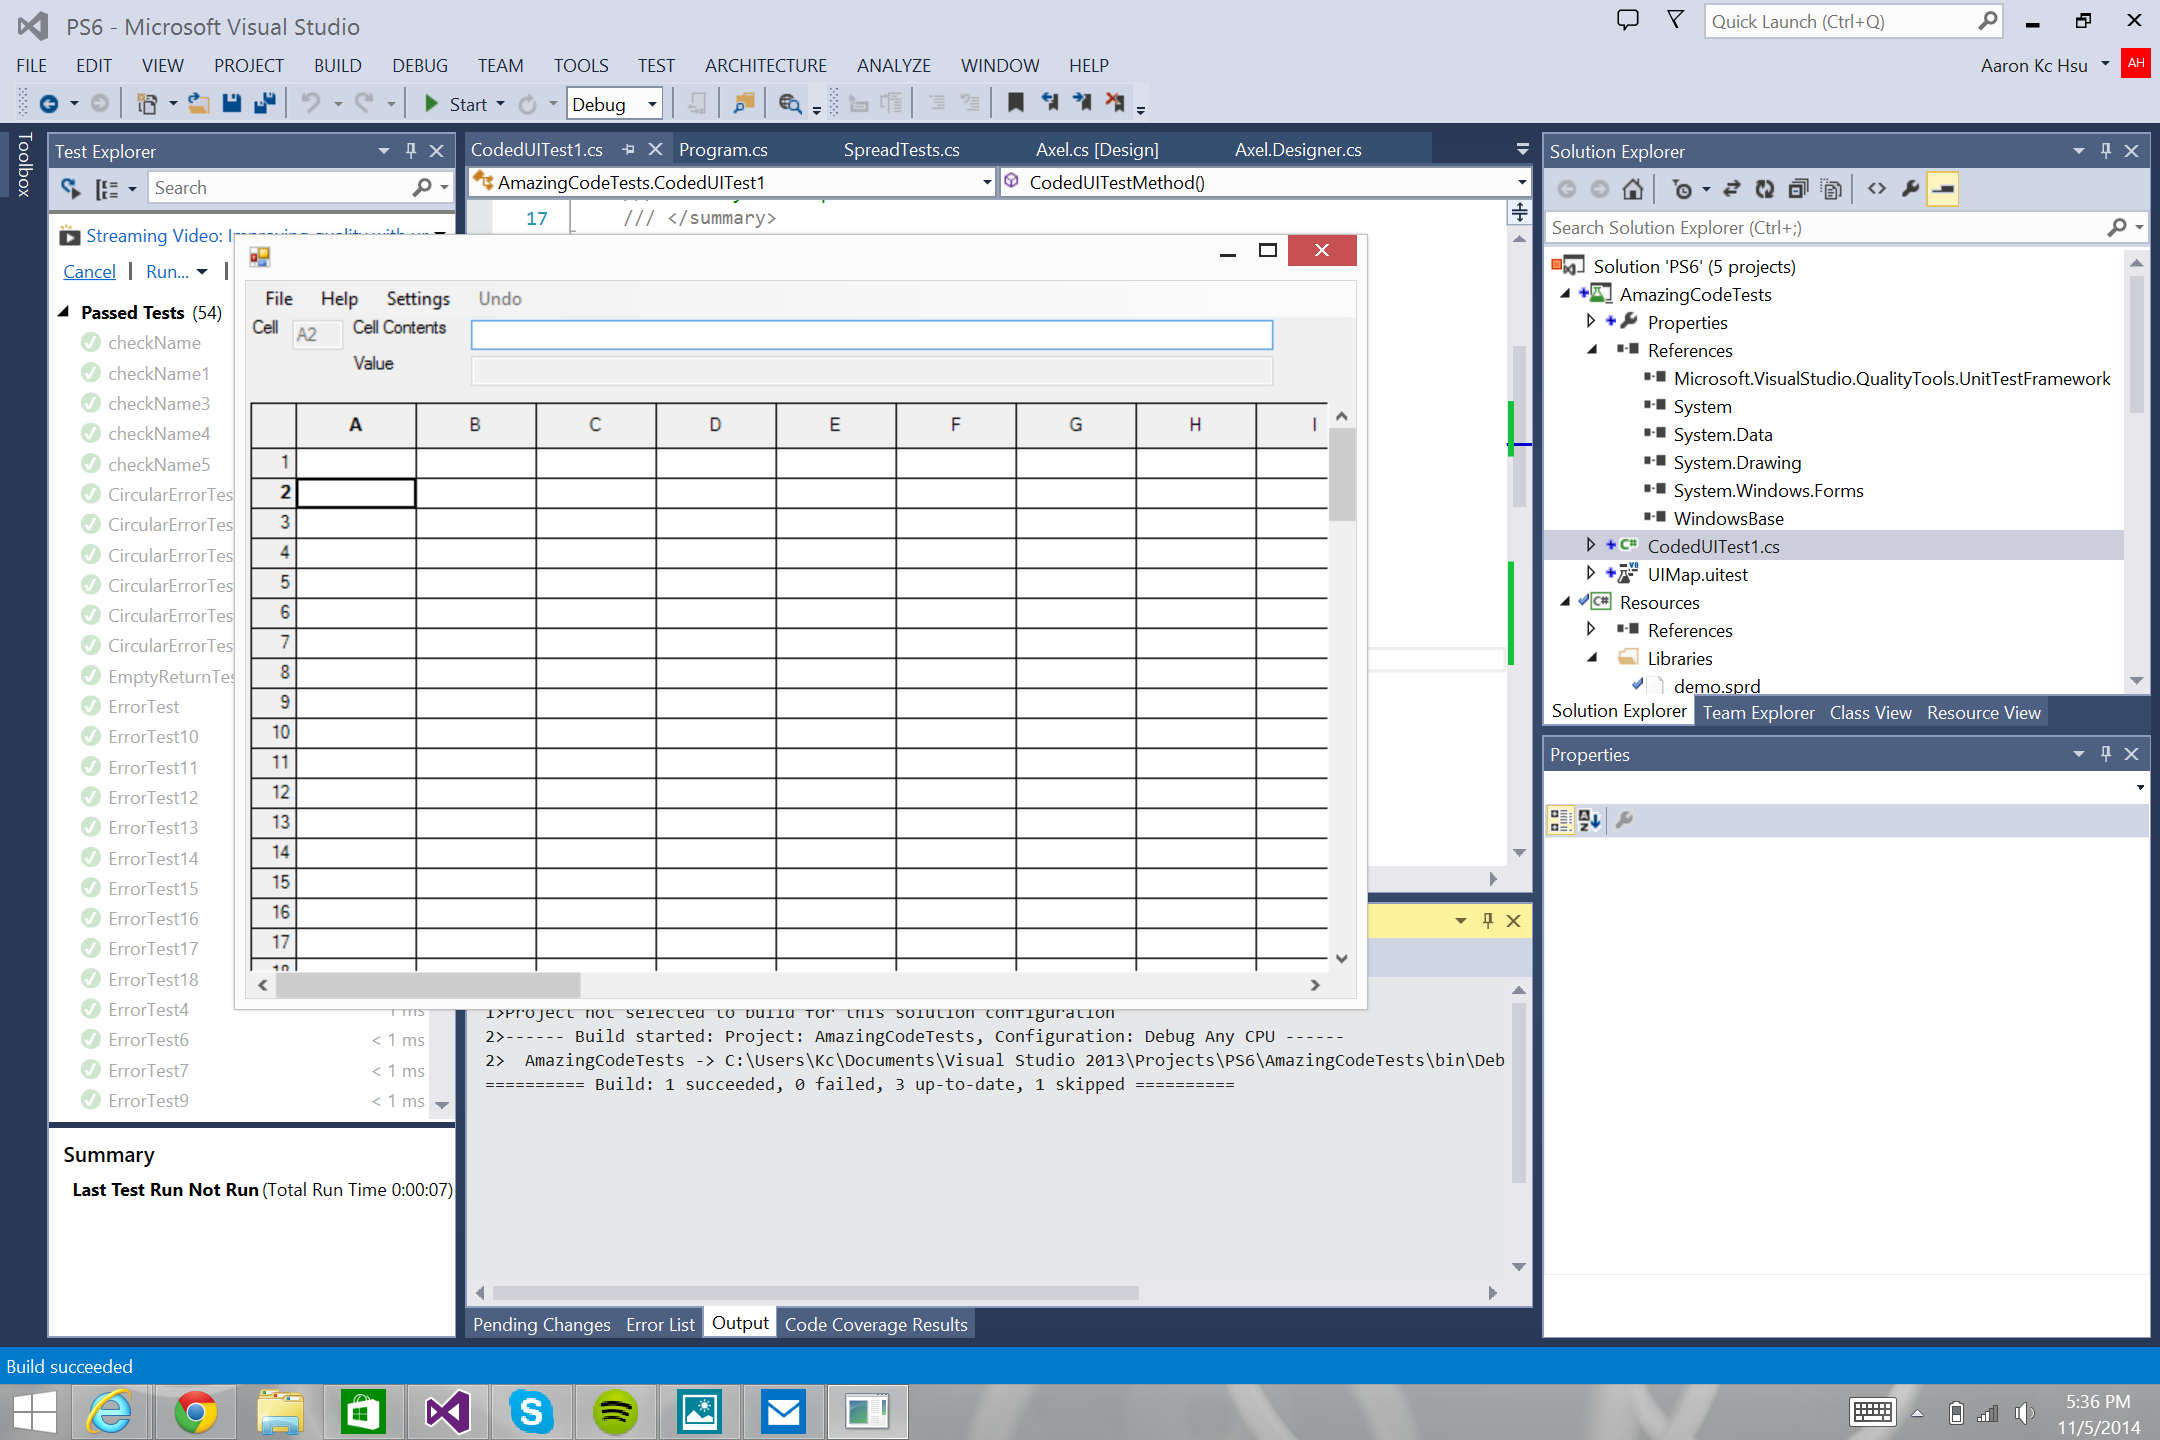 PS6 - Microsoft Visual Studio
Quick Launch (Ctrl+Q)
FILE EDIT VIEW PROJECT BUILD DEBUG TEAM TOOLS TEST ARCHITECTURE ANALYZE WINDOW HELP
Aaron Kc Hsu AH
Start Debug
Toolbox
Test Explorer
Search
Streaming Video:
Cancel | Run... |
Passed Tests (54)
checkName
checkName1
checkName3
checkName4
checkName5
CircularErrorTes
CircularErrorTes
CircularErrorTes
CircularErrorTes
CircularErrorTes
CircularErrorTes
EmptyReturnTes
ErrorTest
ErrorTest10
ErrorTest11
ErrorTest12
ErrorTest13
ErrorTest14
ErrorTest15
ErrorTest16
ErrorTest17
ErrorTest18
ErrorTest4 1 ms
ErrorTest6 < 1 ms
ErrorTest7 < 1 ms
ErrorTest9 < 1 ms
Summary
Last Test Run Not Run (Total Run Time 0:00:07)
CodedUITest1.cs Program.cs SpreadTests.cs Axel.cs [Design] Axel.Designer.cs
AmazingCodeTests.CodedUITest1 CodedUITestMethod()
17 /// </summary>
File Help Settings Undo
Cell A2 Cell Contents
Value
A B C D E F G H I
1
2
3
4
5
6
7
8
9
10
11
12
13
14
15
16
17
18
1>Project not selected to build for this solution configuration
2>------ Build started: Project: AmazingCodeTests, Configuration: Debug Any CPU ------
2>  AmazingCodeTests -> C:\Users\Kc\Documents\Visual Studio 2013\Projects\PS6\AmazingCodeTests\bin\Deb
========== Build: 1 succeeded, 0 failed, 3 up-to-date, 1 skipped ==========
Pending Changes Error List Output Code Coverage Results
Solution Explorer
Search Solution Explorer (Ctrl+;)
Solution 'PS6' (5 projects)
AmazingCodeTests
Properties
References
Microsoft.VisualStudio.QualityTools.UnitTestFramework
System
System.Data
System.Drawing
System.Windows.Forms
WindowsBase
CodedUITest1.cs
UIMap.uitest
Resources
References
Libraries
demo.sprd
Solution Explorer Team Explorer Class View Resource View
Properties
Build succeeded
5:36 PM
11/5/2014